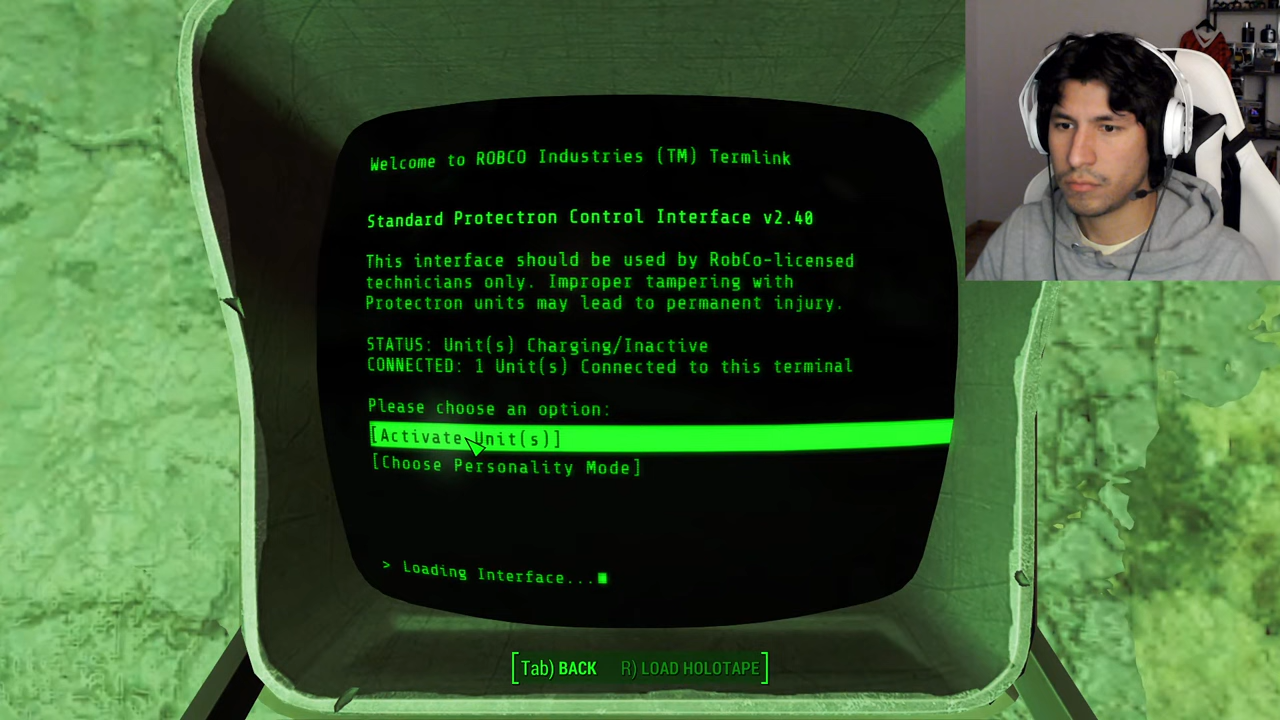 Welcome to ROBCO Industries (TM) Termlink
Standard Protectron Control Interface v2.40
This interface should be used by RobCo-licensed
technicians only. Improper tampering with
Protectron units may lead to permanent injury.
STATUS: Unit(s) Charging/Inactive
CONNECTED: 1 Unit(s) Connected to this terminal
Please choose an option:
[Activate Unit(s)]
[Choose Personality Mode]
> Loading Interface...
Tab) BACK R) LOAD HOLOTAPE